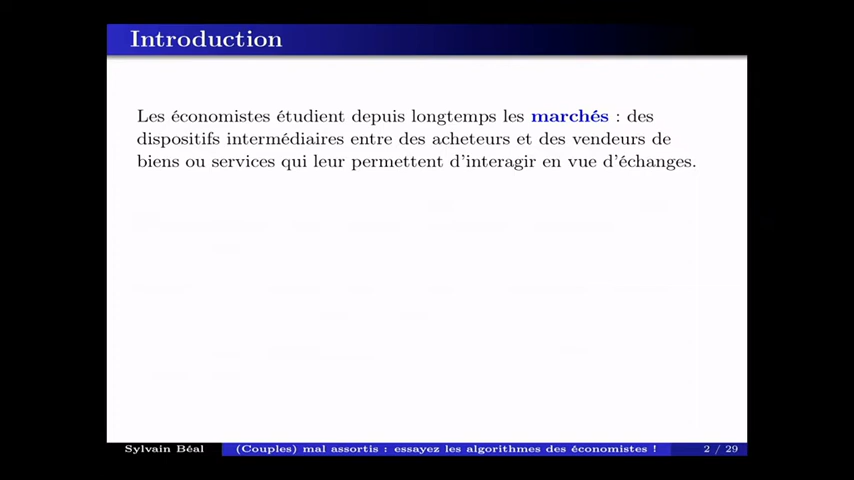 Introduction
Les économistes étudient depuis longtemps les marchés : des
dispositifs intermédiaires entre des acheteurs et des vendeurs de
biens ou services qui leur permettent d'interagir en vue d'échanges.
Sylvain Béal (Couples) mal assortis : essayez les algorithmes des économistes ! 2 / 29